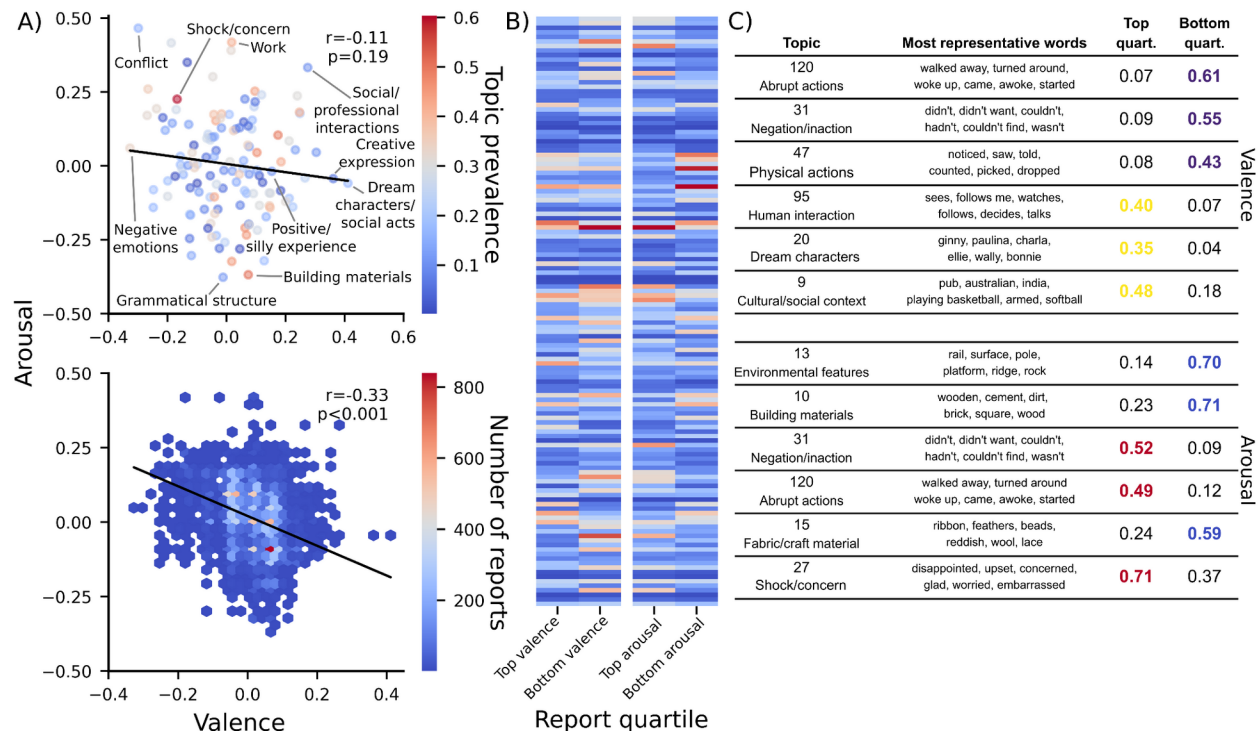 A)
0.50
0.25
0.00
−0.25
−0.50
−0.4
−0.2
0.0
0.2
0.4
0.6
Shock/concern
Work
Conflict
r=-0.11
p=0.19
Social/
professional
interactions
Creative
expression
Dream
characters/
social acts
Negative
emotions
Positive/
silly experience
Building materials
Grammatical structure
0.6
0.5
0.4
0.3
0.2
0.1
Topic prevalence
Arousal
0.50
0.25
0.00
−0.25
−0.50
−0.4
−0.2
0.0
0.2
0.4
r=-0.33
p<0.001
Valence
800
600
400
200
Number of reports
B)
Top valence
Bottom valence
Top arousal
Bottom arousal
Report quartile
C)
Topic Most representative words Top quart. Bottom quart.
120
Abrupt actions
walked away, turned around,
woke up, came, awoke, started
0.07 0.61
31
Negation/inaction
didn't, didn't want, couldn't,
hadn't, couldn't find, wasn't
0.09 0.55
47
Physical actions
noticed, saw, told,
counted, picked, dropped
0.08 0.43
95
Human interaction
sees, follows me, watches,
follows, decides, talks
0.40 0.07
20
Dream characters
ginny, paulina, charla,
ellie, wally, bonnie
0.35 0.04
9
Cultural/social context
pub, australian, india,
playing basketball, armed, softball
0.48 0.18
Valence
13
Environmental features
rail, surface, pole,
platform, ridge, rock
0.14 0.70
10
Building materials
wooden, cement, dirt,
brick, square, wood
0.23 0.71
31
Negation/inaction
didn't, didn't want, couldn't,
hadn't, couldn't find, wasn't
0.52 0.09
120
Abrupt actions
walked away, turned around
woke up, came, awoke, started
0.49 0.12
15
Fabric/craft material
ribbon, feathers, beads,
reddish, wool, lace
0.24 0.59
27
Shock/concern
disappointed, upset, concerned,
glad, worried, embarrassed
0.71 0.37
Arousal